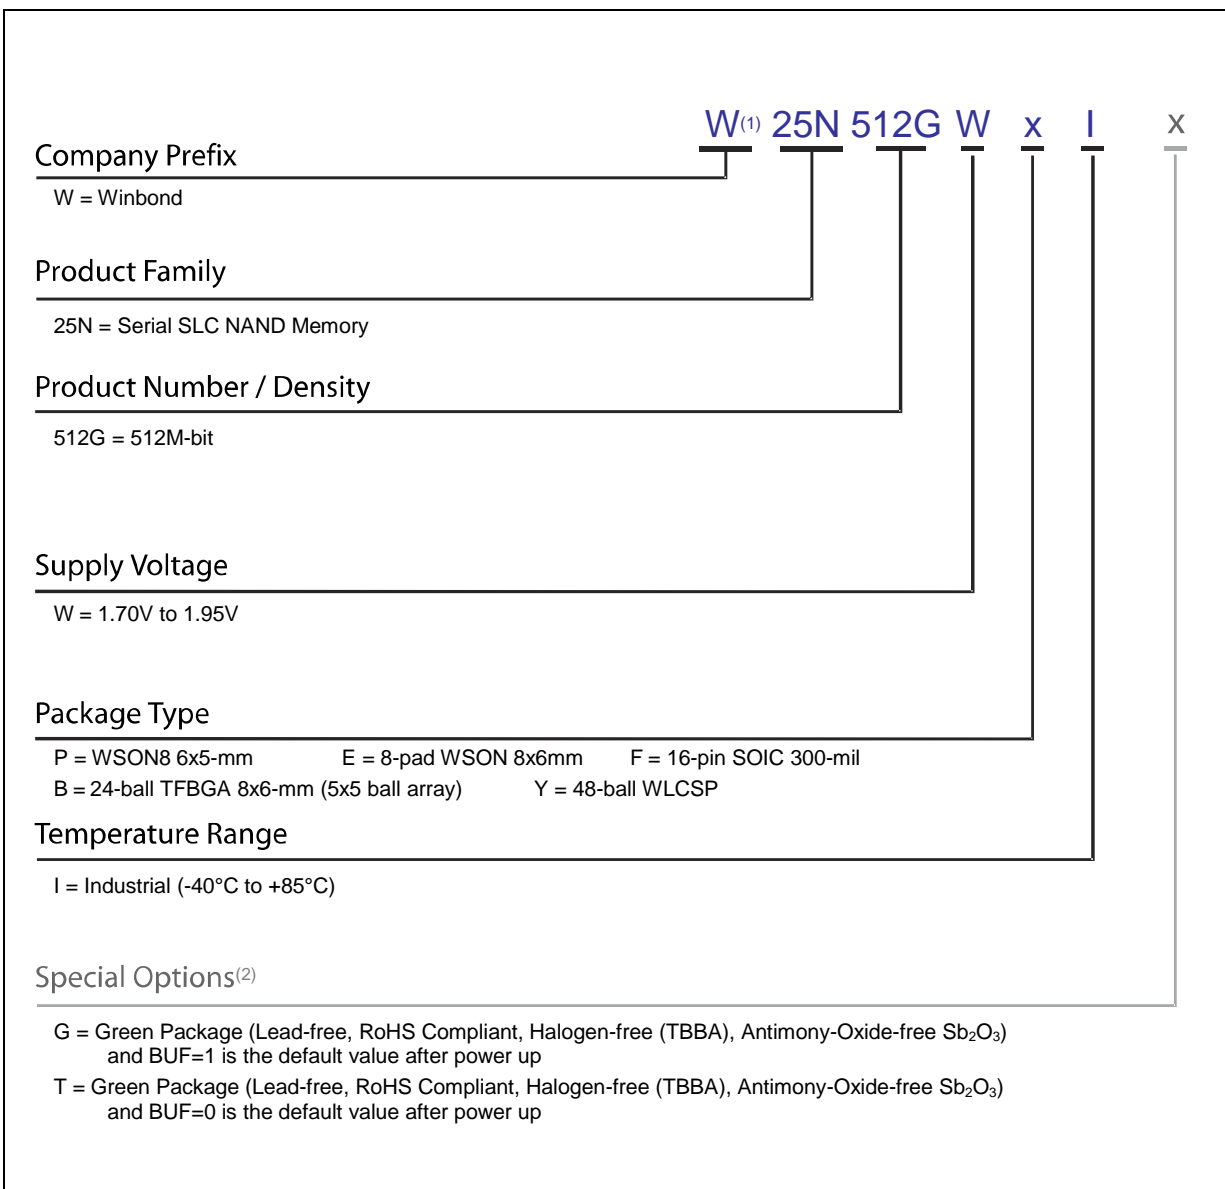 W(1) 25N 512G W x I x
Company Prefix
W = Winbond
Product Family
25N = Serial SLC NAND Memory
Product Number / Density
512G = 512M-bit
Supply Voltage
W = 1.70V to 1.95V
Package Type
P = WSON8 6x5-mm E = 8-pad WSON 8x6mm F = 16-pin SOIC 300-mil
B = 24-ball TFBGA 8x6-mm (5x5 ball array) Y = 48-ball WLCSP
Temperature Range
I = Industrial (-40°C to +85°C)
Special Options(2)
G = Green Package (Lead-free, RoHS Compliant, Halogen-free (TBBA), Antimony-Oxide-free Sb₂O₃)
and BUF=1 is the default value after power up
T = Green Package (Lead-free, RoHS Compliant, Halogen-free (TBBA), Antimony-Oxide-free Sb₂O₃)
and BUF=0 is the default value after power up